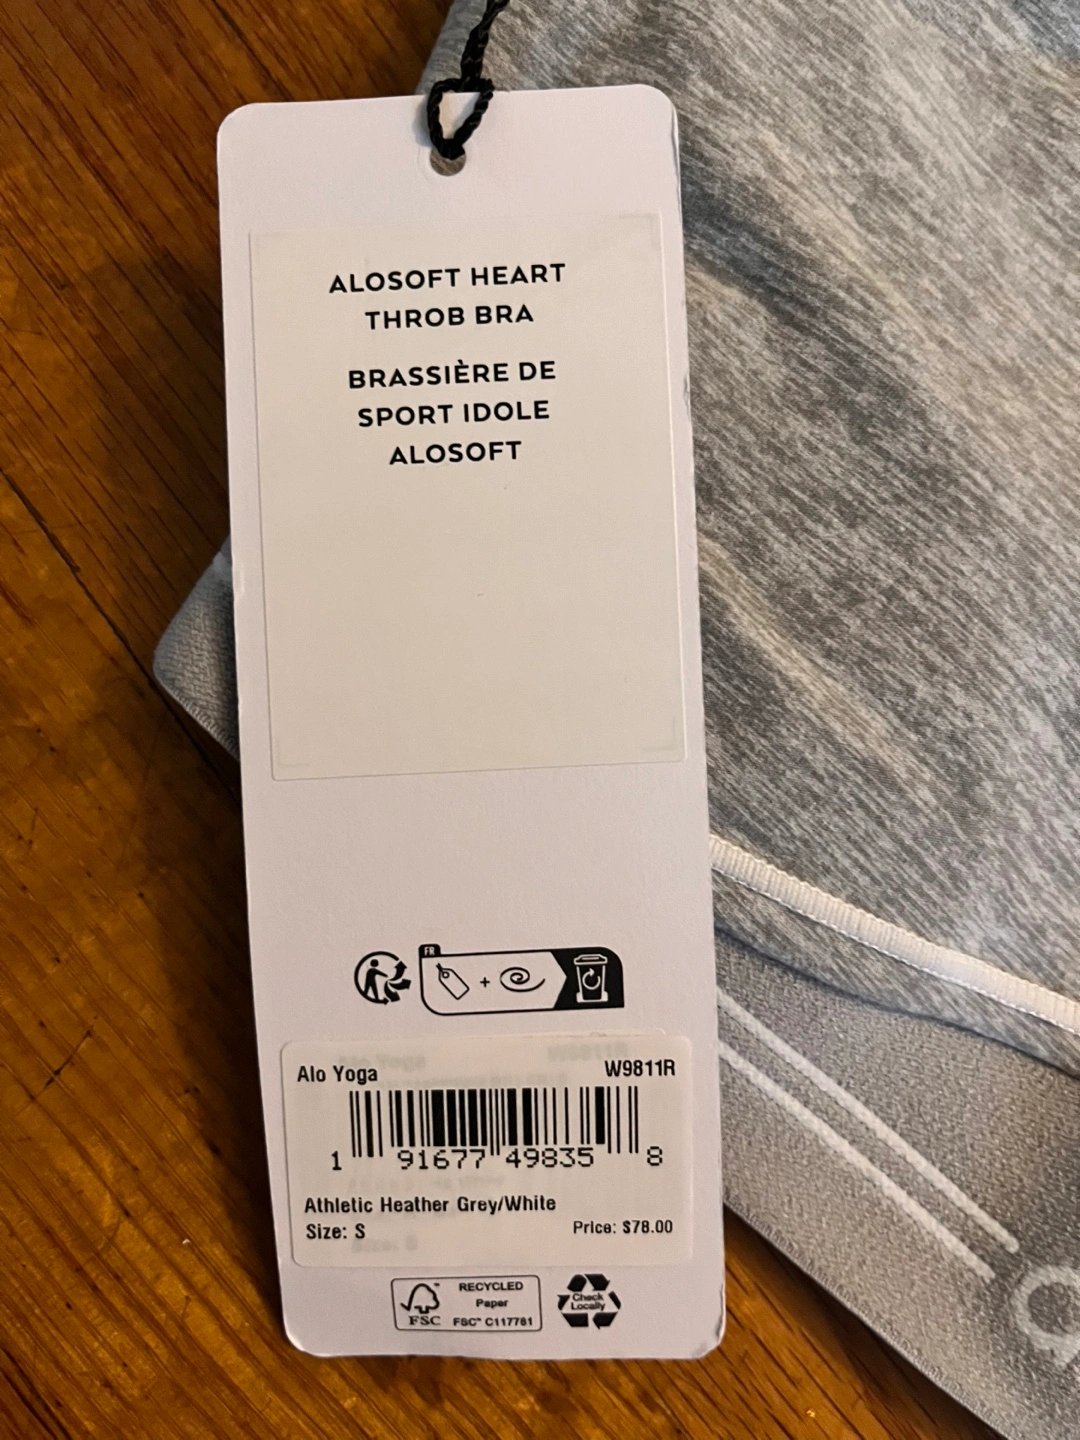 ALOSOFT HEART
THROB BRA
BRASSIÈRE DE
SPORT IDOLE
ALOSOFT
FR
+
Alo Yoga W9811R
1 91677 49835 8
Athletic Heather Grey/White
Size: S Price: $78.00
FSC
RECYCLED
Paper
FSC™ C117781
Check
Locally